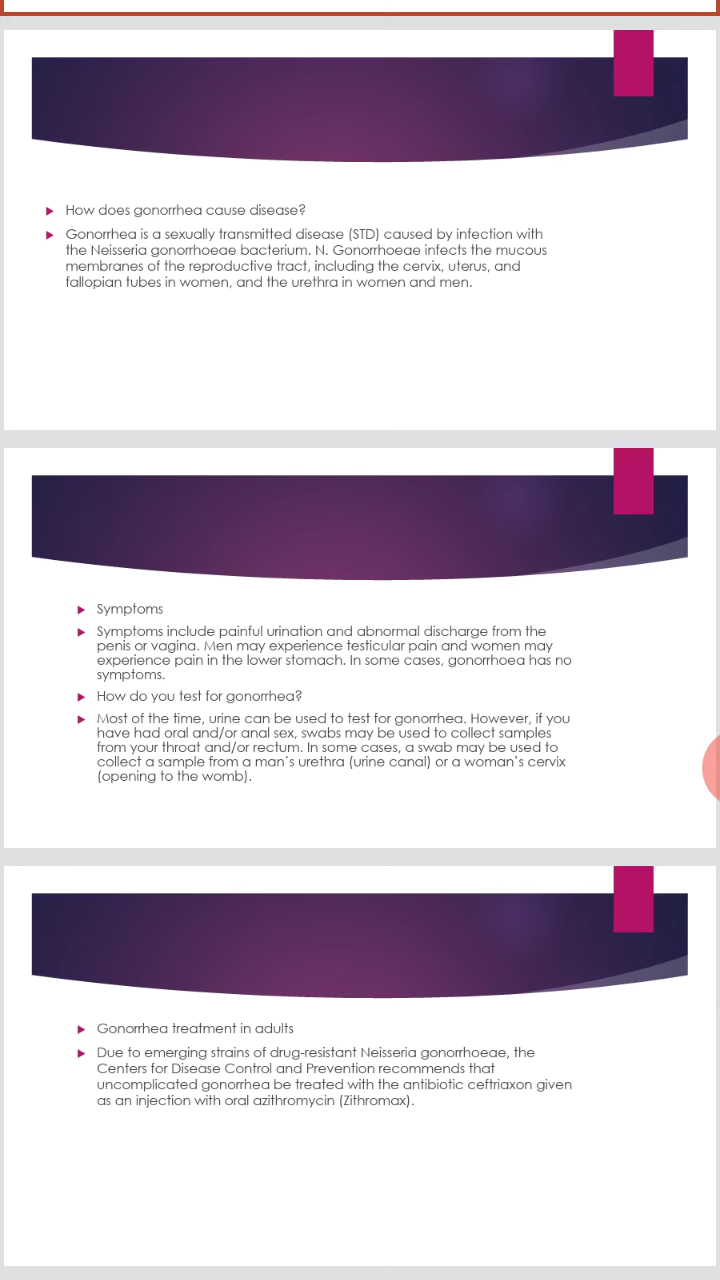 How does gonorrhea cause disease?
Gonorrhea is a sexually transmitted disease (STD) caused by infection with
the Neisseria gonorrhoeae bacterium. N. Gonorrhoeae infects the mucous
membranes of the reproductive tract, including the cervix, uterus, and
fallopian tubes in women, and the urethra in women and men.
Symptoms
Symptoms include painful urination and abnormal discharge from the
penis or vagina. Men may experience testicular pain and women may
experience pain in the lower stomach. In some cases, gonorrhoea has no
symptoms.
How do you test for gonorrhea?
Most of the time, urine can be used to test for gonorrhea. However, if you
have had oral and/or anal sex, swabs may be used to collect samples
from your throat and/or rectum. In some cases, a swab may be used to
collect a sample from a man's urethra (urine canal) or a woman's cervix
(opening to the womb).
Gonorrhea treatment in adults
Due to emerging strains of drug-resistant Neisseria gonorrhoeae, the
Centers for Disease Control and Prevention recommends that
uncomplicated gonorrhea be treated with the antibiotic ceftriaxon given
as an injection with oral azithromycin (Zithromax).